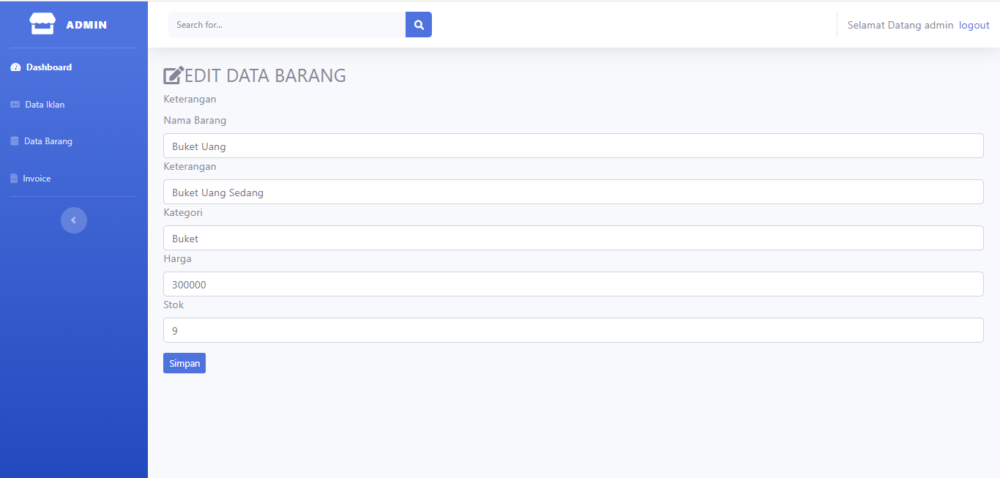 ADMIN
Search for...
Selamat Datang admin logout
Dashboard
Data Iklan
Data Barang
Invoice
EDIT DATA BARANG
Keterangan
Nama Barang
Buket Uang
Keterangan
Buket Uang Sedang
Kategori
Buket
Harga
300000
Stok
9
Simpan